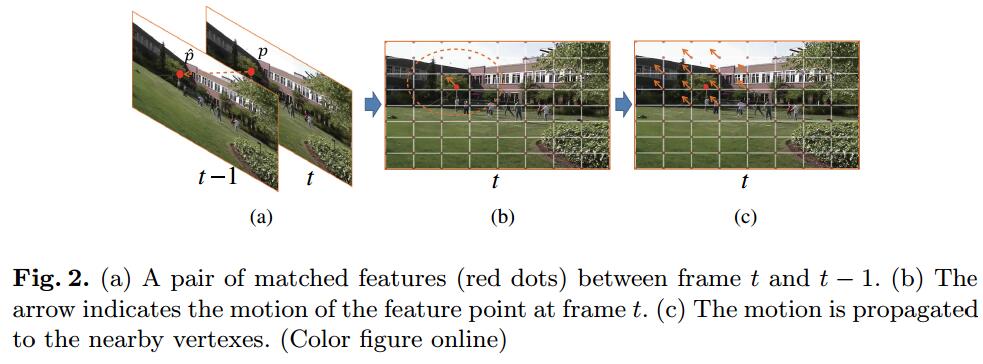 p̂
p
t−1
t
t
t
(a)
(b)
(c)
Fig. 2. (a) A pair of matched features (red dots) between frame t and t − 1. (b) The
arrow indicates the motion of the feature point at frame t. (c) The motion is propagated
to the nearby vertexes. (Color figure online)